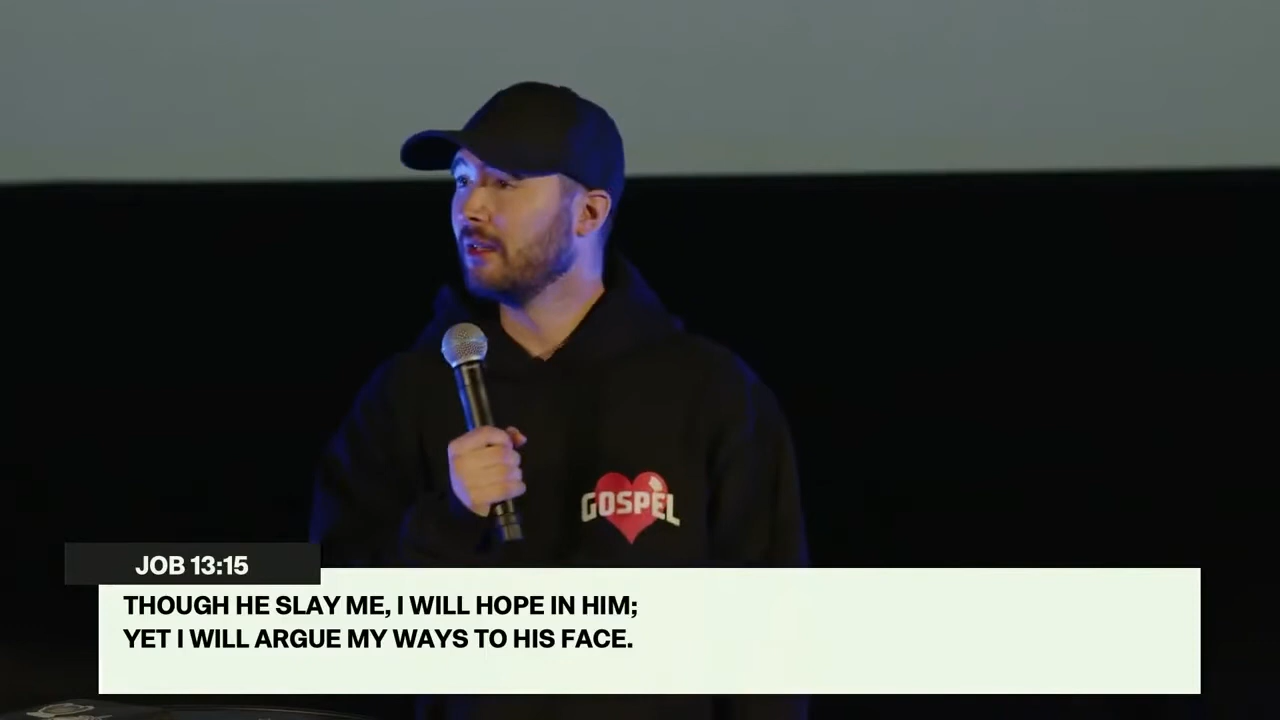 GOSPEL
JOB 13:15
THOUGH HE SLAY ME, I WILL HOPE IN HIM;
YET I WILL ARGUE MY WAYS TO HIS FACE.